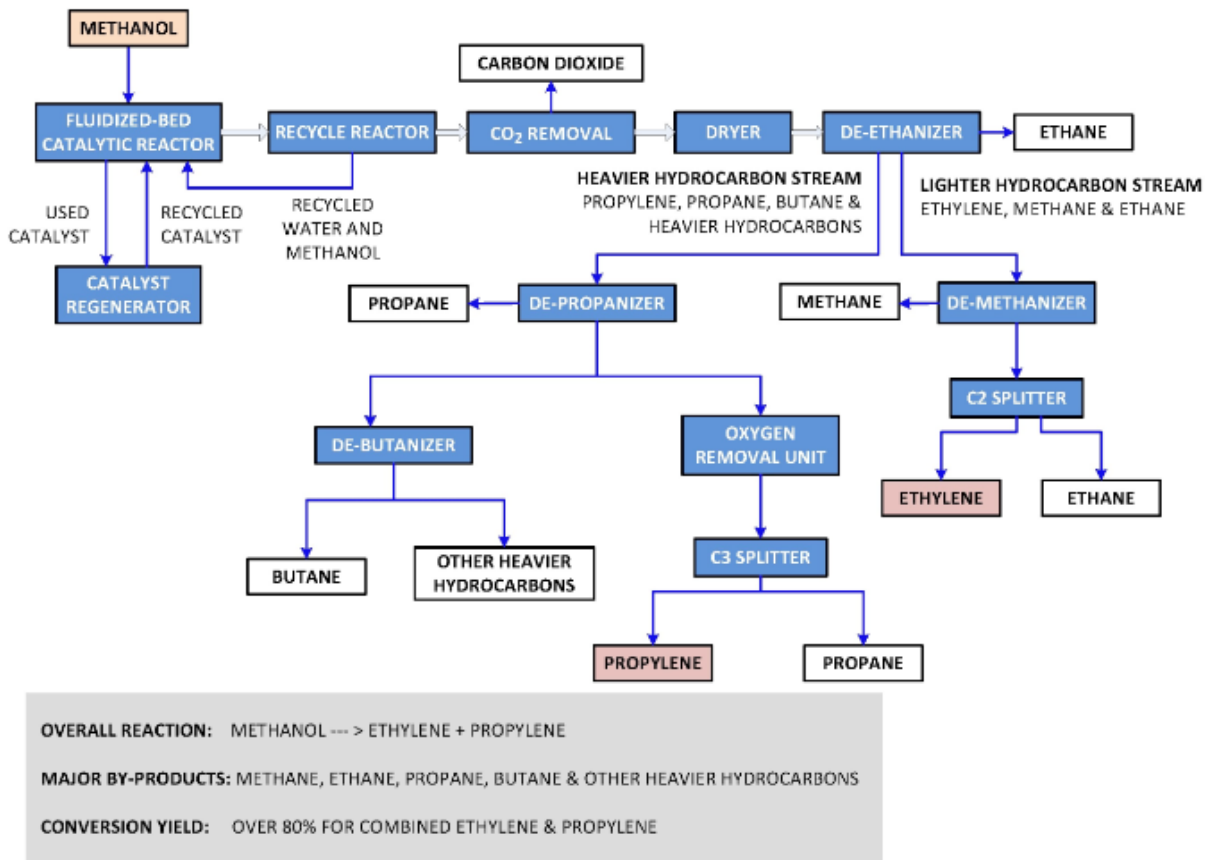 METHANOL
CARBON DIOXIDE
FLUIDIZED-BED
CATALYTIC REACTOR
RECYCLE REACTOR
CO₂ REMOVAL
DRYER
DE-ETHANIZER
ETHANE
USED
CATALYST
RECYCLED
CATALYST
RECYCLED
WATER AND
METHANOL
HEAVIER HYDROCARBON STREAM
PROPYLENE, PROPANE, BUTANE &
HEAVIER HYDROCARBONS
LIGHTER HYDROCARBON STREAM
ETHYLENE, METHANE & ETHANE
CATALYST
REGENERATOR
PROPANE
DE-PROPANIZER
METHANE
DE-METHANIZER
C2 SPLITTER
DE-BUTANIZER
OXYGEN
REMOVAL UNIT
ETHYLENE
ETHANE
BUTANE
OTHER HEAVIER
HYDROCARBONS
C3 SPLITTER
PROPYLENE
PROPANE
OVERALL REACTION: METHANOL --- > ETHYLENE + PROPYLENE
MAJOR BY-PRODUCTS: METHANE, ETHANE, PROPANE, BUTANE & OTHER HEAVIER HYDROCARBONS
CONVERSION YIELD: OVER 80% FOR COMBINED ETHYLENE & PROPYLENE